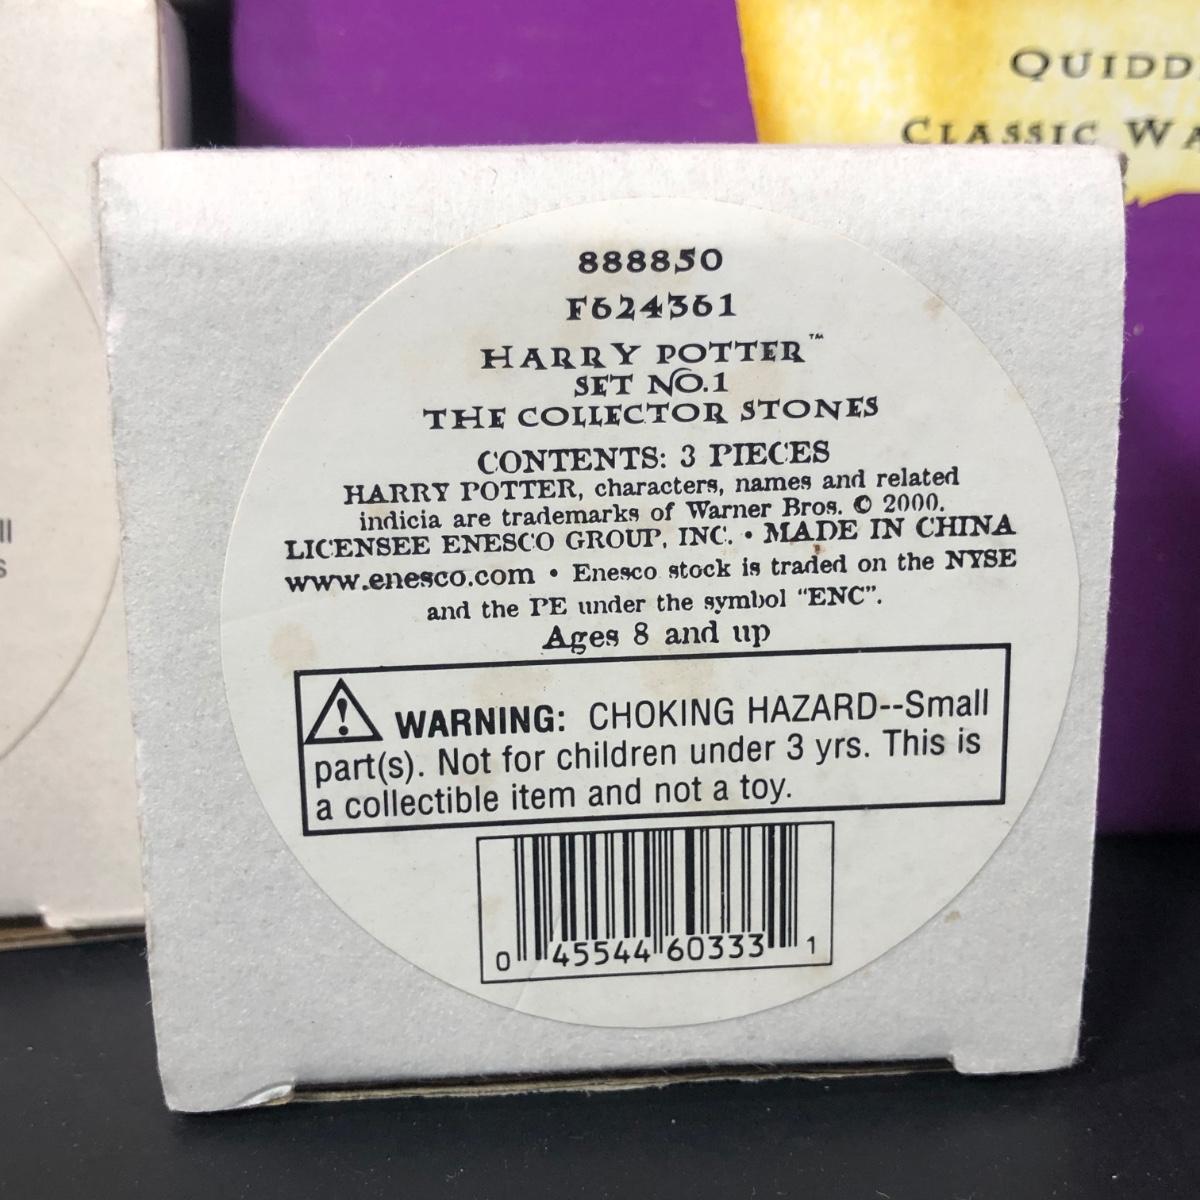 QUIDD
CLASSIC WA
888850
F624361
HARRY POTTER™
SET NO.1
THE COLLECTOR STONES
CONTENTS: 3 PIECES
HARRY POTTER, characters, names and related
indicia are trademarks of Warner Bros. © 2000.
LICENSEE ENESCO GROUP, INC. • MADE IN CHINA
www.enesco.com • Enesco stock is traded on the NYSE
and the PE under the symbol "ENC".
Ages 8 and up
WARNING: CHOKING HAZARD--Small
part(s). Not for children under 3 yrs. This is
a collectible item and not a toy.
0 45544 60333 1